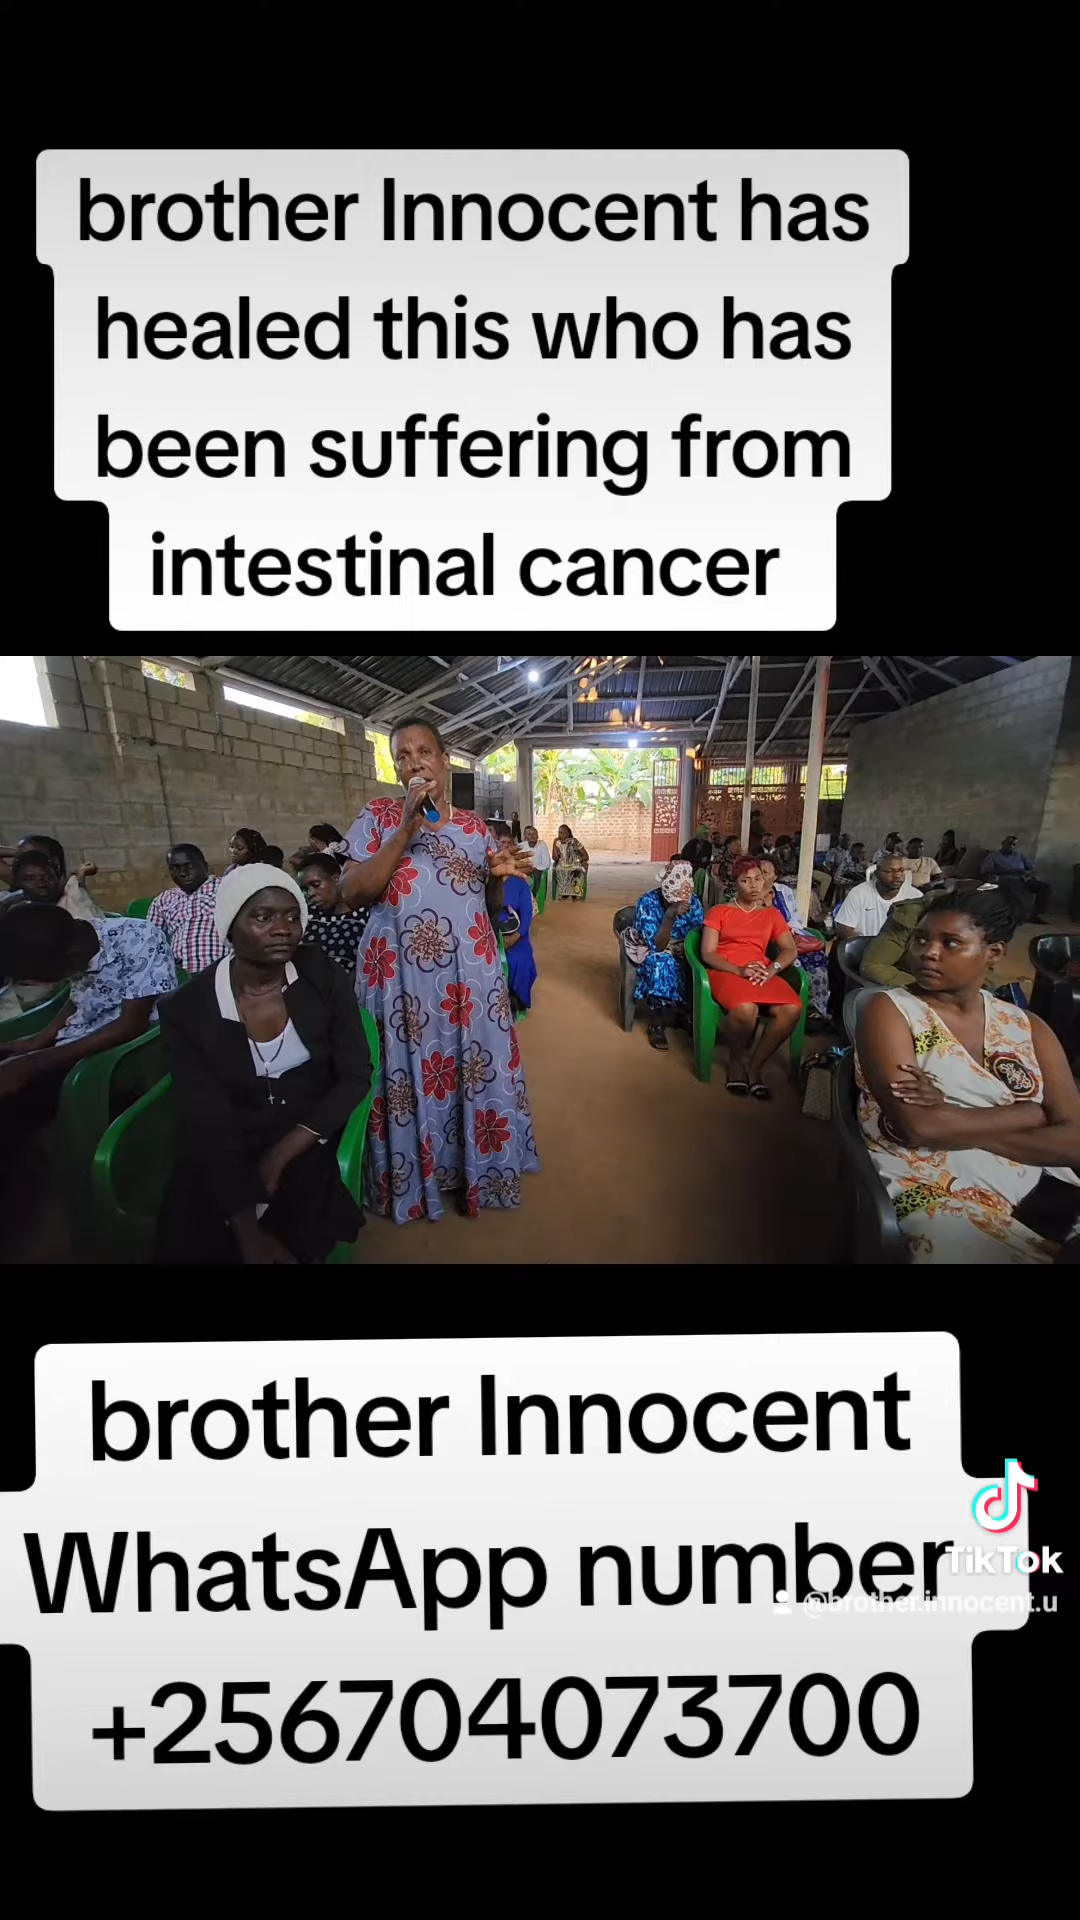 brother Innocent has
healed this who has
been suffering from
intestinal cancer
brother Innocent
WhatsApp number
+256704073700
TikTok
@brother.innocent.u